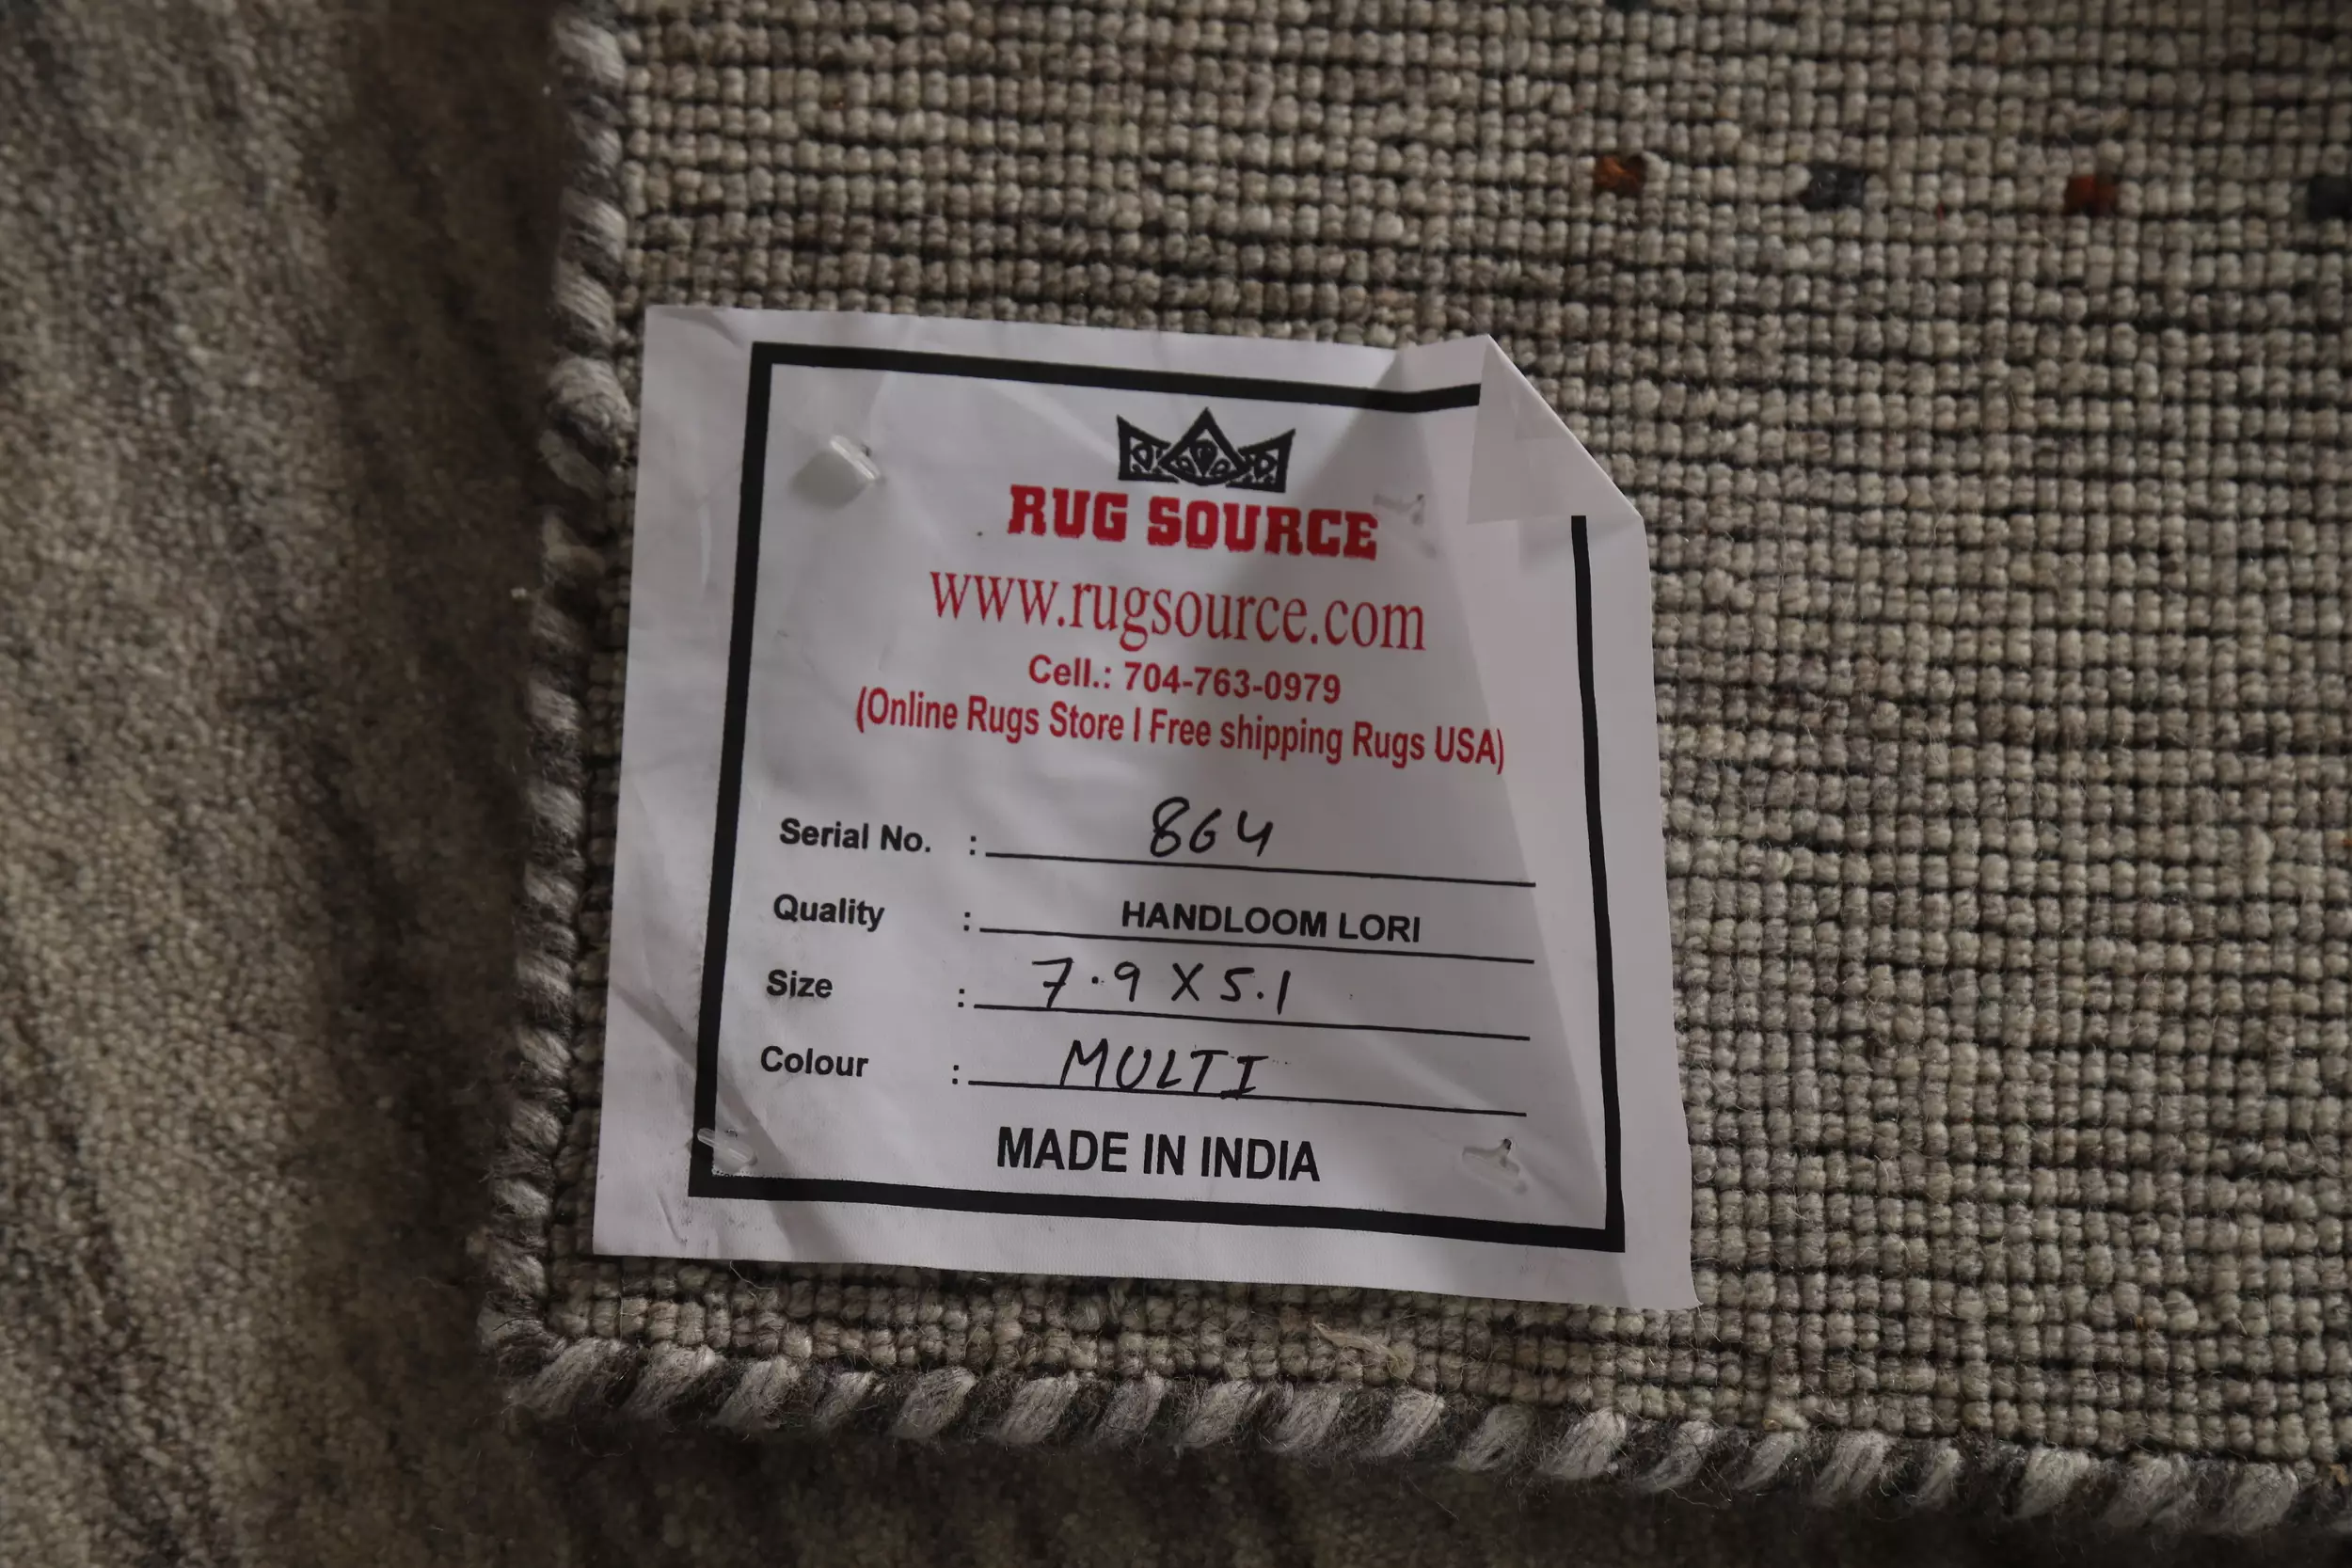 RUG SOURCE
www.rugsource.com
Cell.: 704-763-0979
(Online Rugs Store | Free shipping Rugs USA)
Serial No. : 864
Quality : HANDLOOM LORI
Size : 7.9 X 5.1
Colour : MULTI
MADE IN INDIA